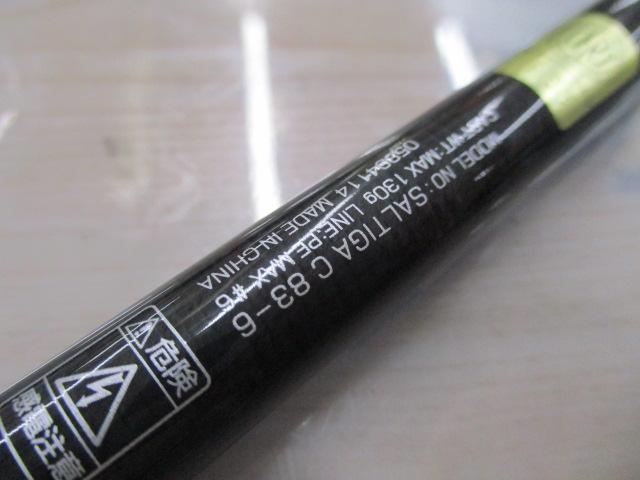 MODEL NO: SALTIGA C 83-6
CAST WT: MAX 130g LINE: PE MAX #6
MADE IN CHINA
危険
感電注意